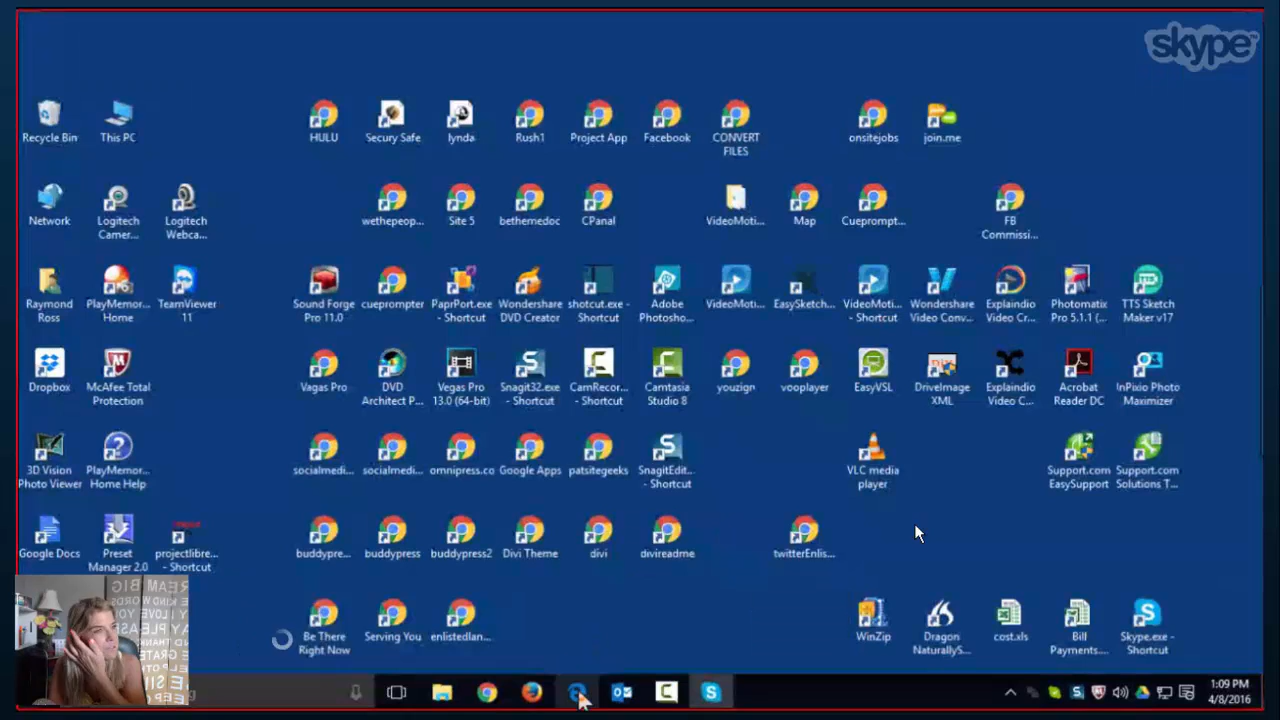 skype™
Recycle Bin
This PC
HULU
Secury Safe
lynda
Rush1
Project App
Facebook
CONVERT
FILES
onsitejobs
join.me
Network
Logitech
Camer...
Logitech
Webca...
wethepeop...
Site 5
bethemedoc
CPanal
VideoMoti...
Map
Cueprompt...
FB
Commissi...
Raymond
Ross
PlayMemor...
Home
TeamViewer
11
Sound Forge
Pro 11.0
cueprompter
PaprPort.exe
- Shortcut
Wondershare
DVD Creator
shotcut.exe -
Shortcut
Adobe
Photosho...
VideoMoti...
EasySketch...
VideoMoti...
- Shortcut
Wondershare
Video Conv...
Explaindio
Video Cr...
Photomatix
Pro 5.1.1 (...
TTS Sketch
Maker v17
Dropbox
McAfee Total
Protection
Vagas Pro
DVD
Architect P...
Vegas Pro
13.0 (64-bit)
Snagit32.exe
- Shortcut
CamRecor...
- Shortcut
Camtasia
Studio 8
youzign
vooplayer
EasyVSL
DriveImage
XML
Explaindio
Video C...
Acrobat
Reader DC
InPixio Photo
Maximizer
3D Vision
Photo Viewer
PlayMemor...
Home Help
socialmedi...
socialmedi...
omnipress.co
Google Apps
patsitegeeks
SnagitEdit...
- Shortcut
VLC media
player
Support.com
EasySupport
Support.com
Solutions T...
Google Docs
Preset
Manager 2.0
projectlibre...
- Shortcut
buddypre...
buddypress
buddypress2
Divi Theme
divi
divireadme
twitterEnlis...
Be There
Right Now
Serving You
enlistedlan...
WinZip
Dragon
NaturallyS...
cost.xls
Bill
Payments....
Skype.exe -
Shortcut
1:09 PM
4/8/2016